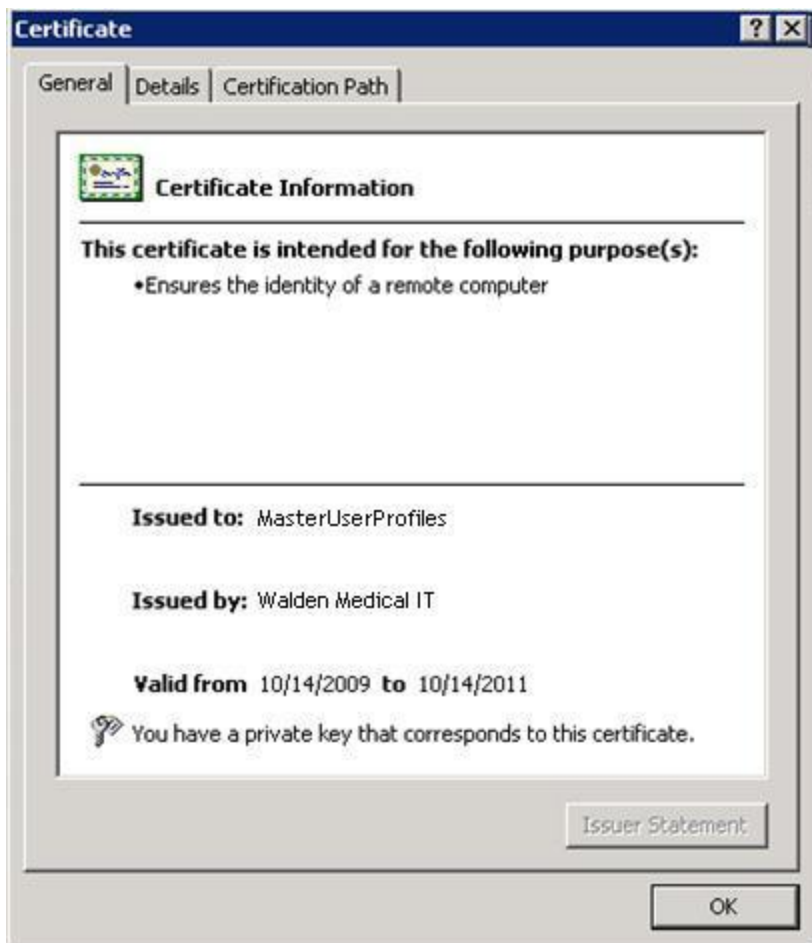 Certificate
General Details Certification Path
Certificate Information
This certificate is intended for the following purpose(s):
•Ensures the identity of a remote computer
Issued to: MasterUserProfiles
Issued by: Walden Medical IT
Valid from 10/14/2009 to 10/14/2011
You have a private key that corresponds to this certificate.
Issuer Statement
OK